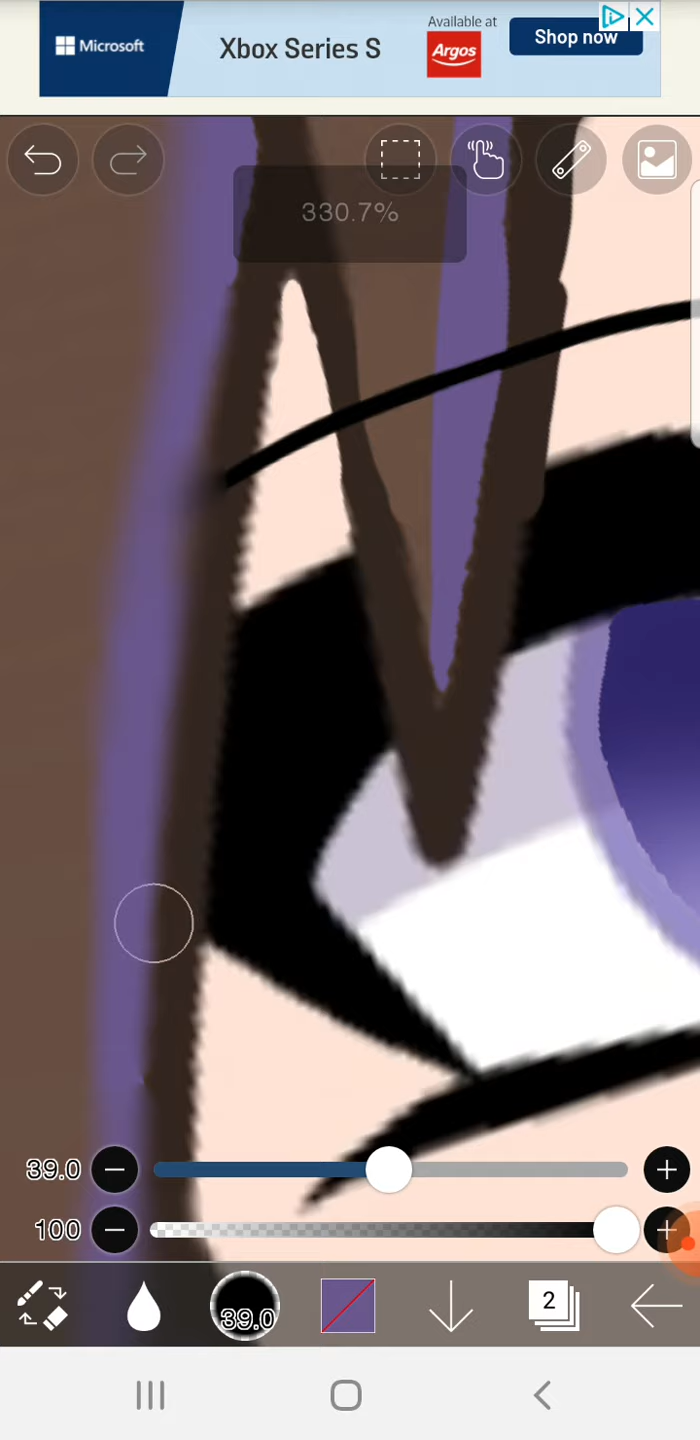 Microsoft
Xbox Series S
Available at
Argos
Shop now
330.7%
39.0
100
39.0
2